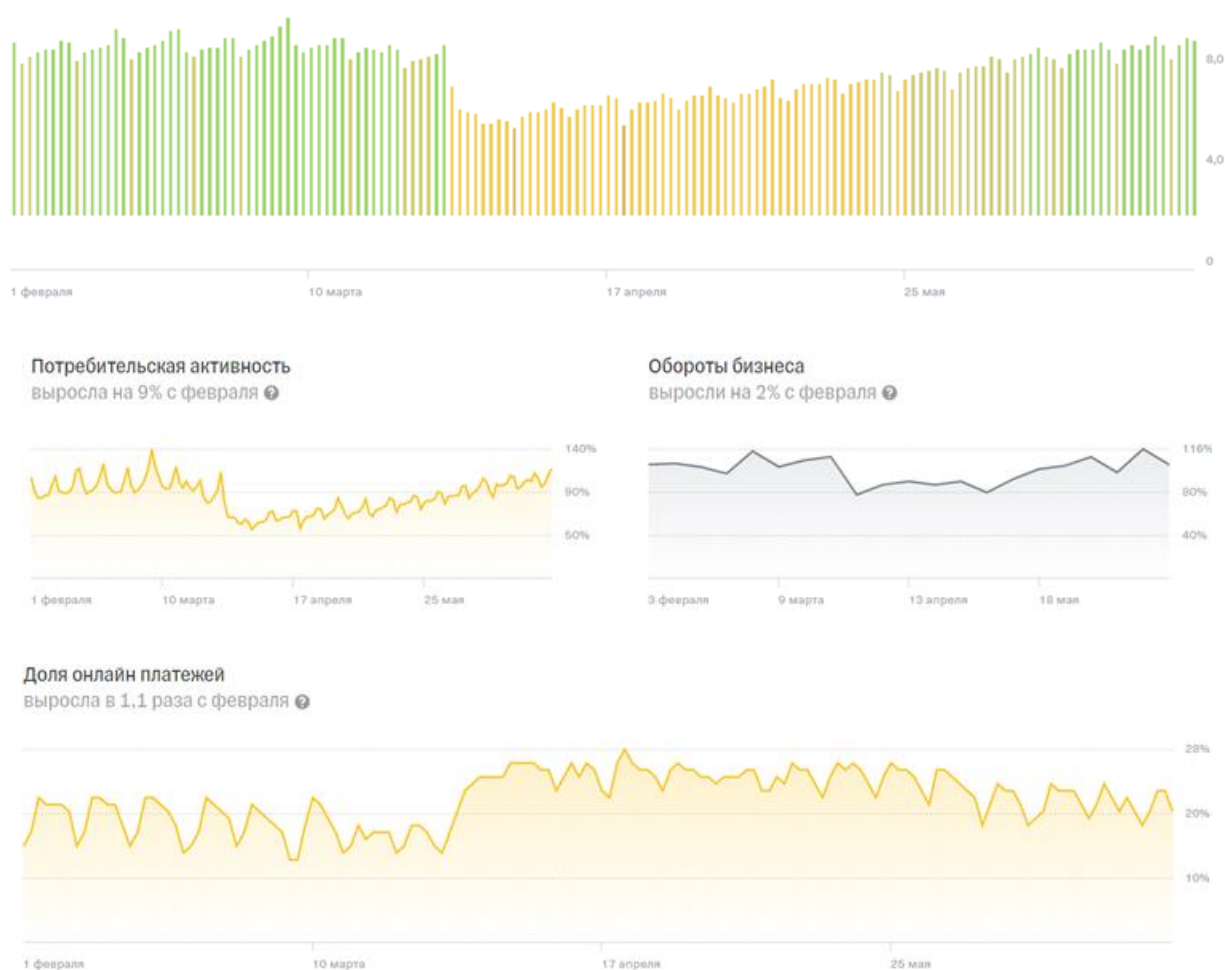 8,0
4,0
0
1 февраля 10 марта 17 апреля 25 мая
Потребительская активность
выросла на 9% с февраля ?
140%
90%
50%
1 февраля 10 марта 17 апреля 25 мая
Обороты бизнеса
выросли на 2% с февраля ?
116%
80%
40%
3 февраля 9 марта 13 апреля 18 мая
Доля онлайн платежей
выросла в 1,1 раза с февраля ?
28%
20%
10%
1 февраля 10 марта 17 апреля 25 мая